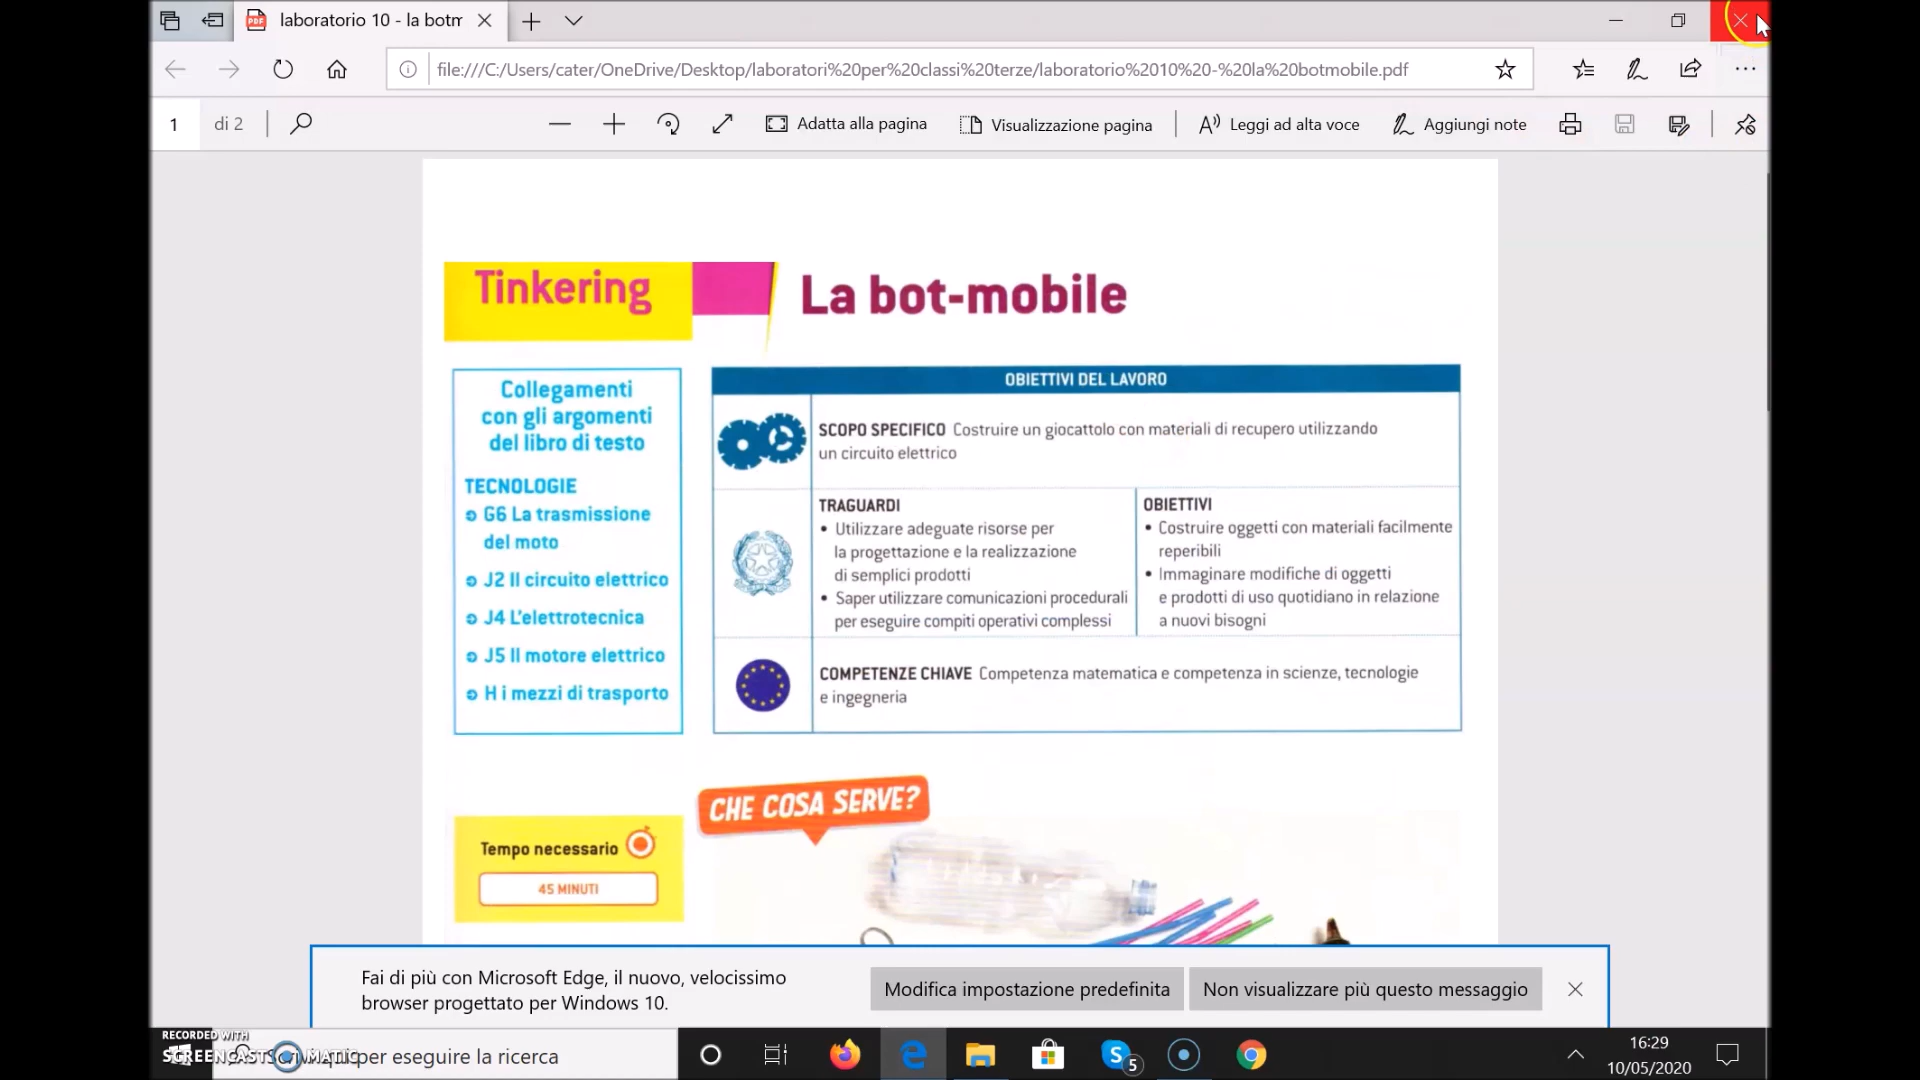 laboratorio 10 - la botm
file:///C:/Users/cater/OneDrive/Desktop/laboratori%20per%20classi%20terze/laboratorio%2010%20-%20la%20botmobile.pdf
1 di 2
Adatta alla pagina
Visualizzazione pagina
Leggi ad alta voce
Aggiungi note
Tinkering
La bot-mobile
Collegamenti
con gli argomenti
del libro di testo
TECNOLOGIE
G6 La trasmissione
del moto
J2 Il circuito elettrico
J4 L'elettrotecnica
J5 Il motore elettrico
H i mezzi di trasporto
OBIETTIVI DEL LAVORO
SCOPO SPECIFICO Costruire un giocattolo con materiali di recupero utilizzando
un circuito elettrico
TRAGUARDI
• Utilizzare adeguate risorse per
la progettazione e la realizzazione
di semplici prodotti
• Saper utilizzare comunicazioni procedurali
per eseguire compiti operativi complessi
OBIETTIVI
• Costruire oggetti con materiali facilmente
reperibili
• Immaginare modifiche di oggetti
e prodotti di uso quotidiano in relazione
a nuovi bisogni
COMPETENZE CHIAVE Competenza matematica e competenza in scienze, tecnologie
e ingegneria
CHE COSA SERVE?
Tempo necessario
45 MINUTI
Fai di più con Microsoft Edge, il nuovo, velocissimo
browser progettato per Windows 10.
Modifica impostazione predefinita
Non visualizzare più questo messaggio
RECORDED WITH
SCREENCAST-O-MATIC
per eseguire la ricerca
5
16:29
10/05/2020